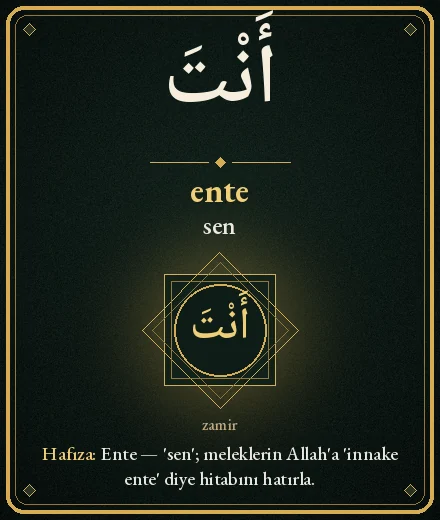 أَنْتَ
ente
sen
أَنْتَ
zamir
Hafıza: Ente — 'sen'; meleklerin Allah'a 'innake
ente' diye hitabını hatırla.